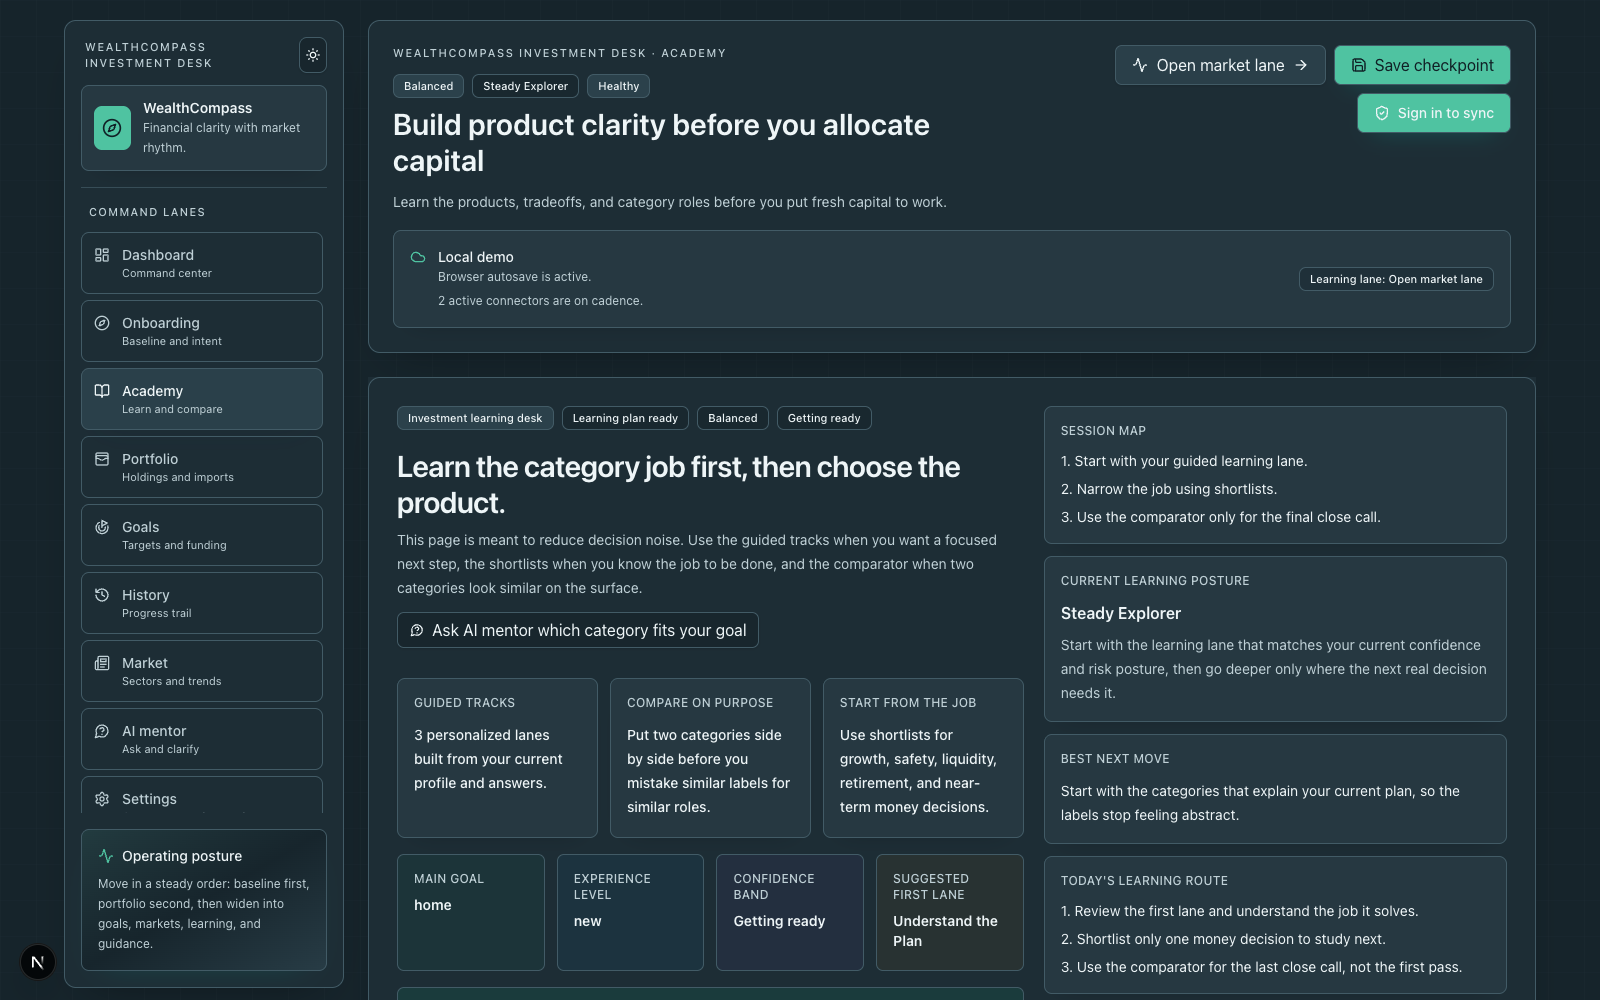 WEALTHCOMPASS
INVESTMENT DESK
WealthCompass
Financial clarity with market
rhythm.
COMMAND LANES
Dashboard
Command center
Onboarding
Baseline and intent
Academy
Learn and compare
Portfolio
Holdings and imports
Goals
Targets and funding
History
Progress trail
Market
Sectors and trends
AI mentor
Ask and clarify
Settings
Operating posture
Move in a steady order: baseline first,
portfolio second, then widen into
goals, markets, learning, and
guidance.
WEALTHCOMPASS INVESTMENT DESK · ACADEMY
Balanced
Steady Explorer
Healthy
Build product clarity before you allocate
capital
Learn the products, tradeoffs, and category roles before you put fresh capital to work.
Open market lane
Save checkpoint
Sign in to sync
Local demo
Browser autosave is active.
2 active connectors are on cadence.
Learning lane: Open market lane
Investment learning desk
Learning plan ready
Balanced
Getting ready
Learn the category job first, then choose the
product.
This page is meant to reduce decision noise. Use the guided tracks when you want a focused
next step, the shortlists when you know the job to be done, and the comparator when two
categories look similar on the surface.
Ask AI mentor which category fits your goal
GUIDED TRACKS
3 personalized lanes
built from your current
profile and answers.
COMPARE ON PURPOSE
Put two categories side
by side before you
mistake similar labels for
similar roles.
START FROM THE JOB
Use shortlists for
growth, safety, liquidity,
retirement, and near-
term money decisions.
MAIN GOAL
home
EXPERIENCE
LEVEL
new
CONFIDENCE
BAND
Getting ready
SUGGESTED
FIRST LANE
Understand the
Plan
SESSION MAP
1. Start with your guided learning lane.
2. Narrow the job using shortlists.
3. Use the comparator only for the final close call.
CURRENT LEARNING POSTURE
Steady Explorer
Start with the learning lane that matches your current confidence
and risk posture, then go deeper only where the next real decision
needs it.
BEST NEXT MOVE
Start with the categories that explain your current plan, so the
labels stop feeling abstract.
TODAY'S LEARNING ROUTE
1. Review the first lane and understand the job it solves.
2. Shortlist only one money decision to study next.
3. Use the comparator for the last close call, not the first pass.